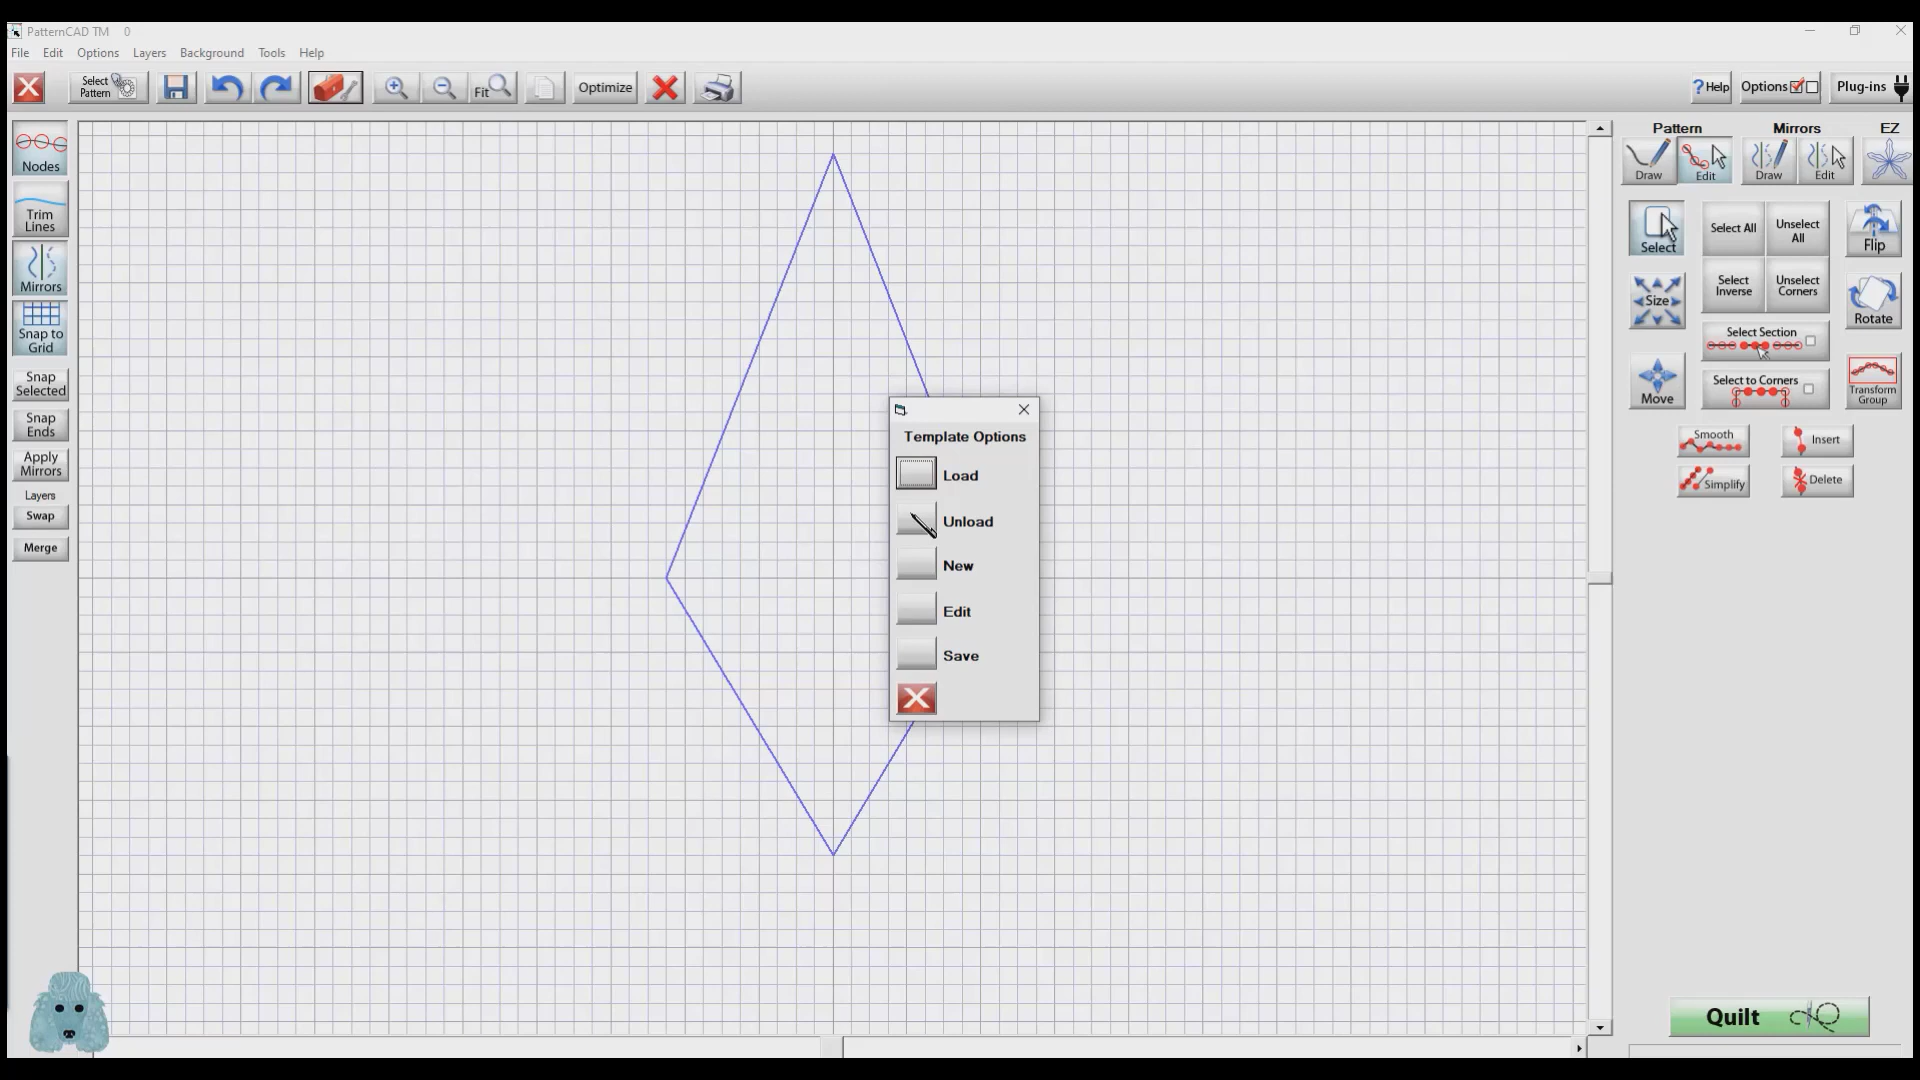 PatternCAD TM 0
File Edit Options Layers Background Tools Help
Select Pattern
Fit
Optimize
? Help
Options
Plug-ins
Nodes
Trim Lines
Mirrors
Snap to Grid
Snap Selected
Snap Ends
Apply Mirrors
Layers
Swap
Merge
Template Options
Load
Unload
New
Edit
Save
Pattern
Mirrors
EZ
Draw
Edit
Draw
Edit
Select
Select All
Unselect All
Flip
Size
Select Inverse
Unselect Corners
Rotate
Select Section
Move
Select to Corners
Transform Group
Smooth
Insert
Simplify
Delete
Quilt